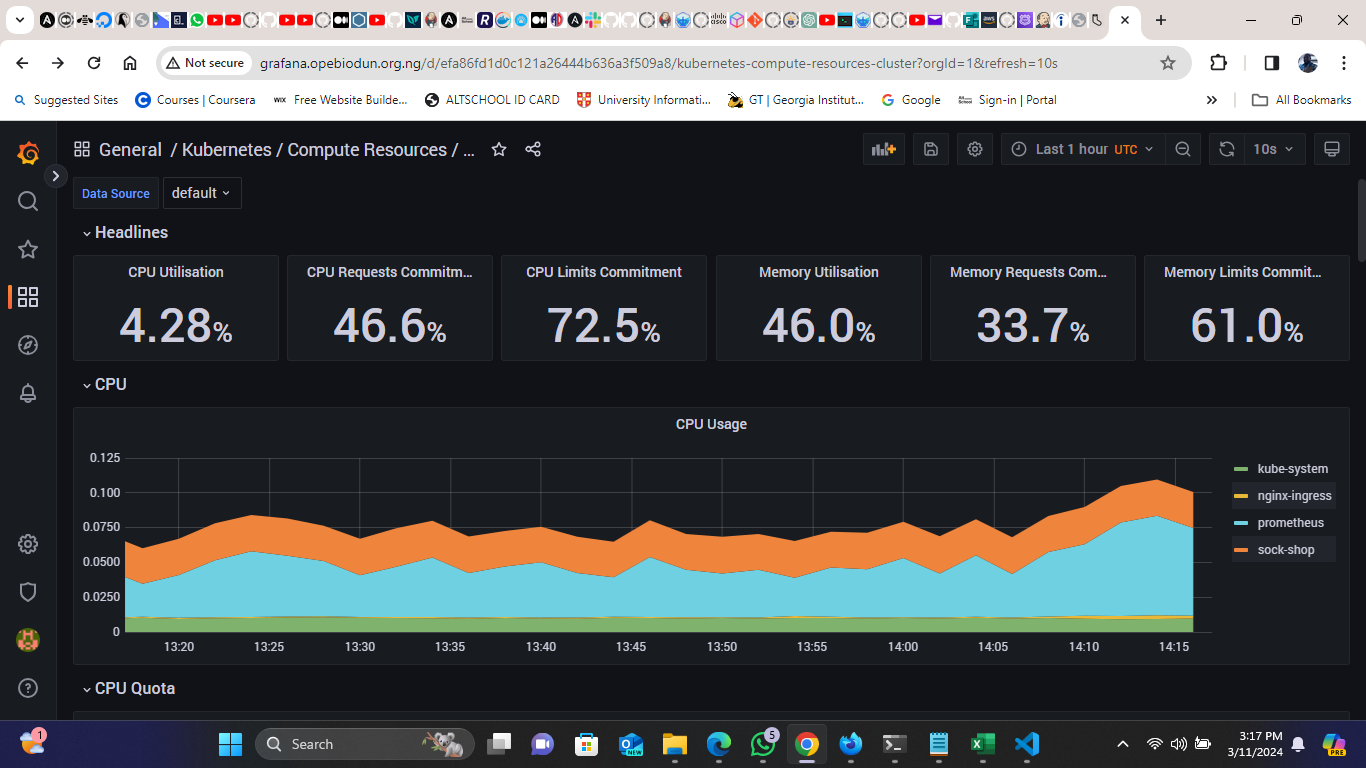 Not secure
grafana.opebiodun.org.ng/d/efa86fd1d0c121a26444b636a3f509a8/kubernetes-compute-resources-cluster?orgId=1&refresh=10s
Suggested Sites
Courses | Coursera
WIX
Free Website Builde...
ALTSCHOOL ID CARD
University Informati...
GT | Georgia Institut...
Google
Sign-in | Portal
All Bookmarks
General / Kubernetes / Compute Resources / ...
Last 1 hour UTC
10s
Data Source
default
Headlines
CPU Utilisation
4.28%
CPU Requests Commitm...
46.6%
CPU Limits Commitment
72.5%
Memory Utilisation
46.0%
Memory Requests Com...
33.7%
Memory Limits Commit...
61.0%
CPU
CPU Usage
0.125
0.100
0.0750
0.0500
0.0250
0
13:20
13:25
13:30
13:35
13:40
13:45
13:50
13:55
14:00
14:05
14:10
14:15
kube-system
nginx-ingress
prometheus
sock-shop
CPU Quota
1
Search
NEW
5
3:17 PM
3/11/2024
PRE